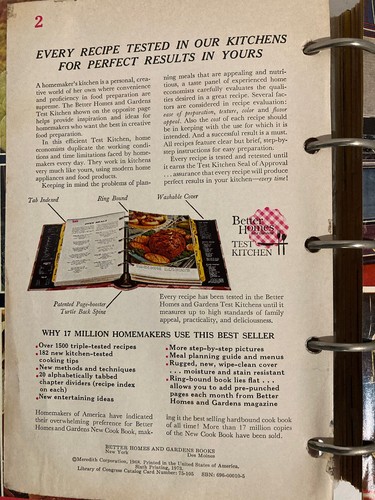 2
EVERY RECIPE TESTED IN OUR KITCHENS
FOR PERFECT RESULTS IN YOURS
A homemaker's kitchen is a personal, crea-
tive world of her own where convenience
and proficiency in food preparation are
supreme. The Better Homes and Gardens
Test Kitchen shown on the opposite page
helps provide inspiration and ideas for
homemakers who want the best in creative
food preparation.
In this efficient Test Kitchen, home
economists duplicate the working condi-
tions and time limitations faced by home-
makers every day. They work in kitchens
very much like yours, using modern home
appliances and food products.
Keeping in mind the problems of plan-
ning meals that are appealing and nutri-
tious, a taste panel of experienced home
economists carefully evaluates the quali-
ties desired in a great recipe. Several fac-
tors are considered in recipe evaluation:
ease of preparation, texture, color and flavor
appeal. Also the cost of each recipe should
be in keeping with the use for which it is
intended. And a successful result is a must.
All recipes feature clear but brief, step-by-
step instructions for easy preparation.
Every recipe is tested and retested until
it earns the Test Kitchen Seal of Approval
. . . assurance that every recipe will produce
perfect results in your kitchen—every time!
Tab Indexed
Ring Bound
Washable Cover
Better
Homes
TEST
KITCHEN
Patented Page-booster
Turtle Back Spine
Every recipe has been tested in the Better
Homes and Gardens Test Kitchens until it
measures up to high standards of family
appeal, practicality, and deliciousness.
WHY 17 MILLION HOMEMAKERS USE THIS BEST SELLER
• Over 1500 triple-tested recipes
• 182 new kitchen-tested
cooking tips
• New methods and techniques
• 20 alphabetically tabbed
chapter dividers (recipe index
on each)
• New entertaining ideas
• More step-by-step pictures
• Meal planning guide and menus
• Rugged, new, wipe-clean cover
. . . moisture and stain resistant
• Ring-bound book lies flat . . .
allows you to add pre-punched
pages each month from Better
Homes and Gardens magazine
Homemakers of America have indicated
their overwhelming preference for Better
Homes and Gardens New Cook Book, mak-
ing it the best selling hardbound cook book
of all time! More than 17 million copies
of the New Cook Book have been sold.
BETTER HOMES AND GARDENS BOOKS
New York Des Moines
©Meredith Corporation, 1968. Printed in the United States of America.
Sixth Printing, 1973.
Library of Congress Catalog Card Number: 75-103 SBN: 696-00010-5